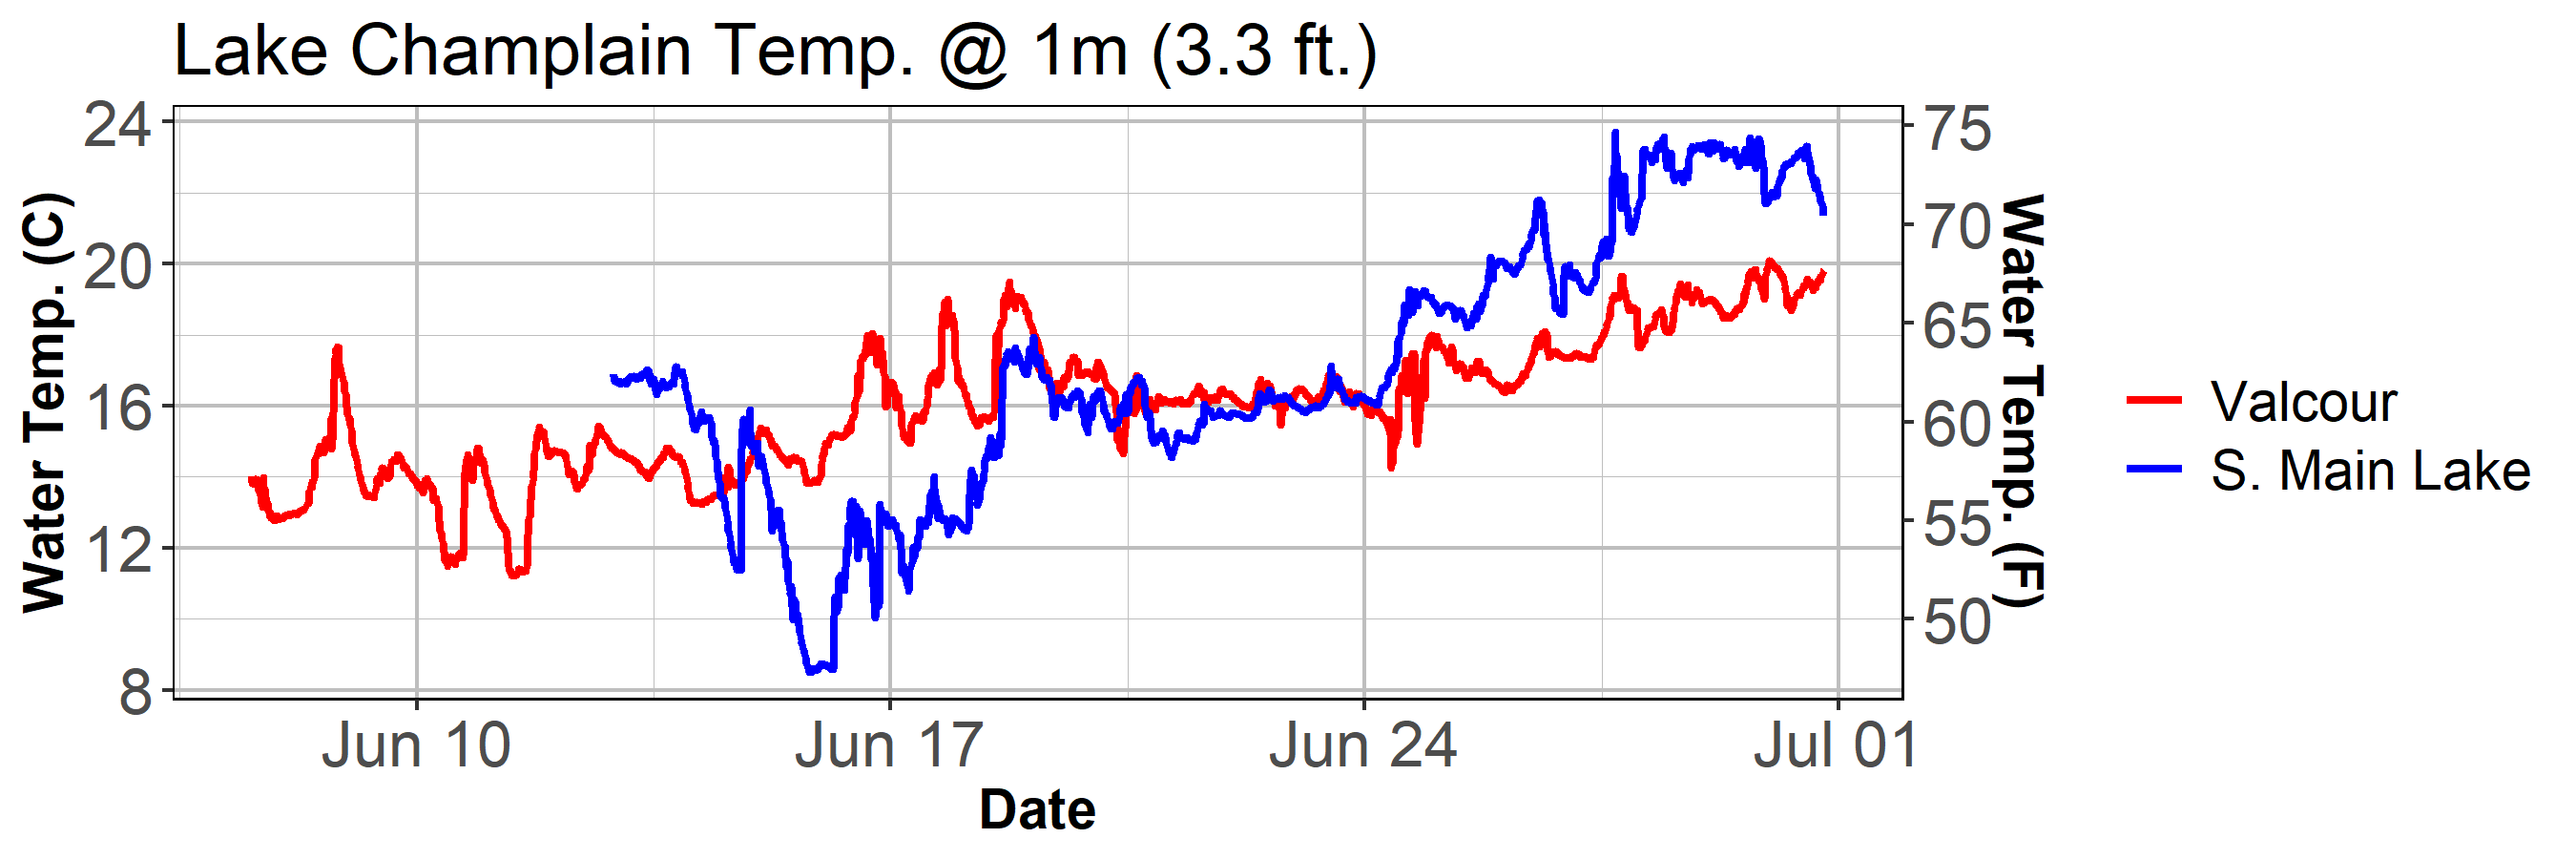 Lake Champlain Temp. @ 1m (3.3 ft.)
Water Temp. (C)
24
20
16
12
8
75
70
65
60
55
50
Water Temp. (F)
Jun 10
Jun 17
Jun 24
Jul 01
Date
Valcour
S. Main Lake